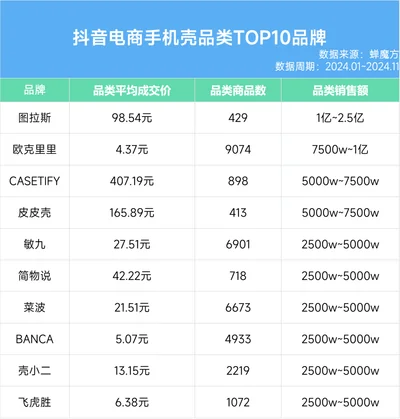 抖音电商手机壳品类TOP10品牌
数据来源：蝉魔方
数据周期：2024.01-2024.11
品牌 品类平均成交价 品类商品数 品类销售额
图拉斯 98.54元 429 1亿~2.5亿
欧克里里 4.37元 9074 7500w~1亿
CASETIFY 407.19元 898 5000w~7500w
皮皮壳 165.89元 413 5000w~7500w
敏九 27.51元 6901 2500w~5000w
简物说 42.22元 718 2500w~5000w
菜波 21.51元 6673 2500w~5000w
BANCA 5.07元 4933 2500w~5000w
壳小二 13.15元 2219 2500w~5000w
飞虎胜 6.38元 1072 2500w~5000w